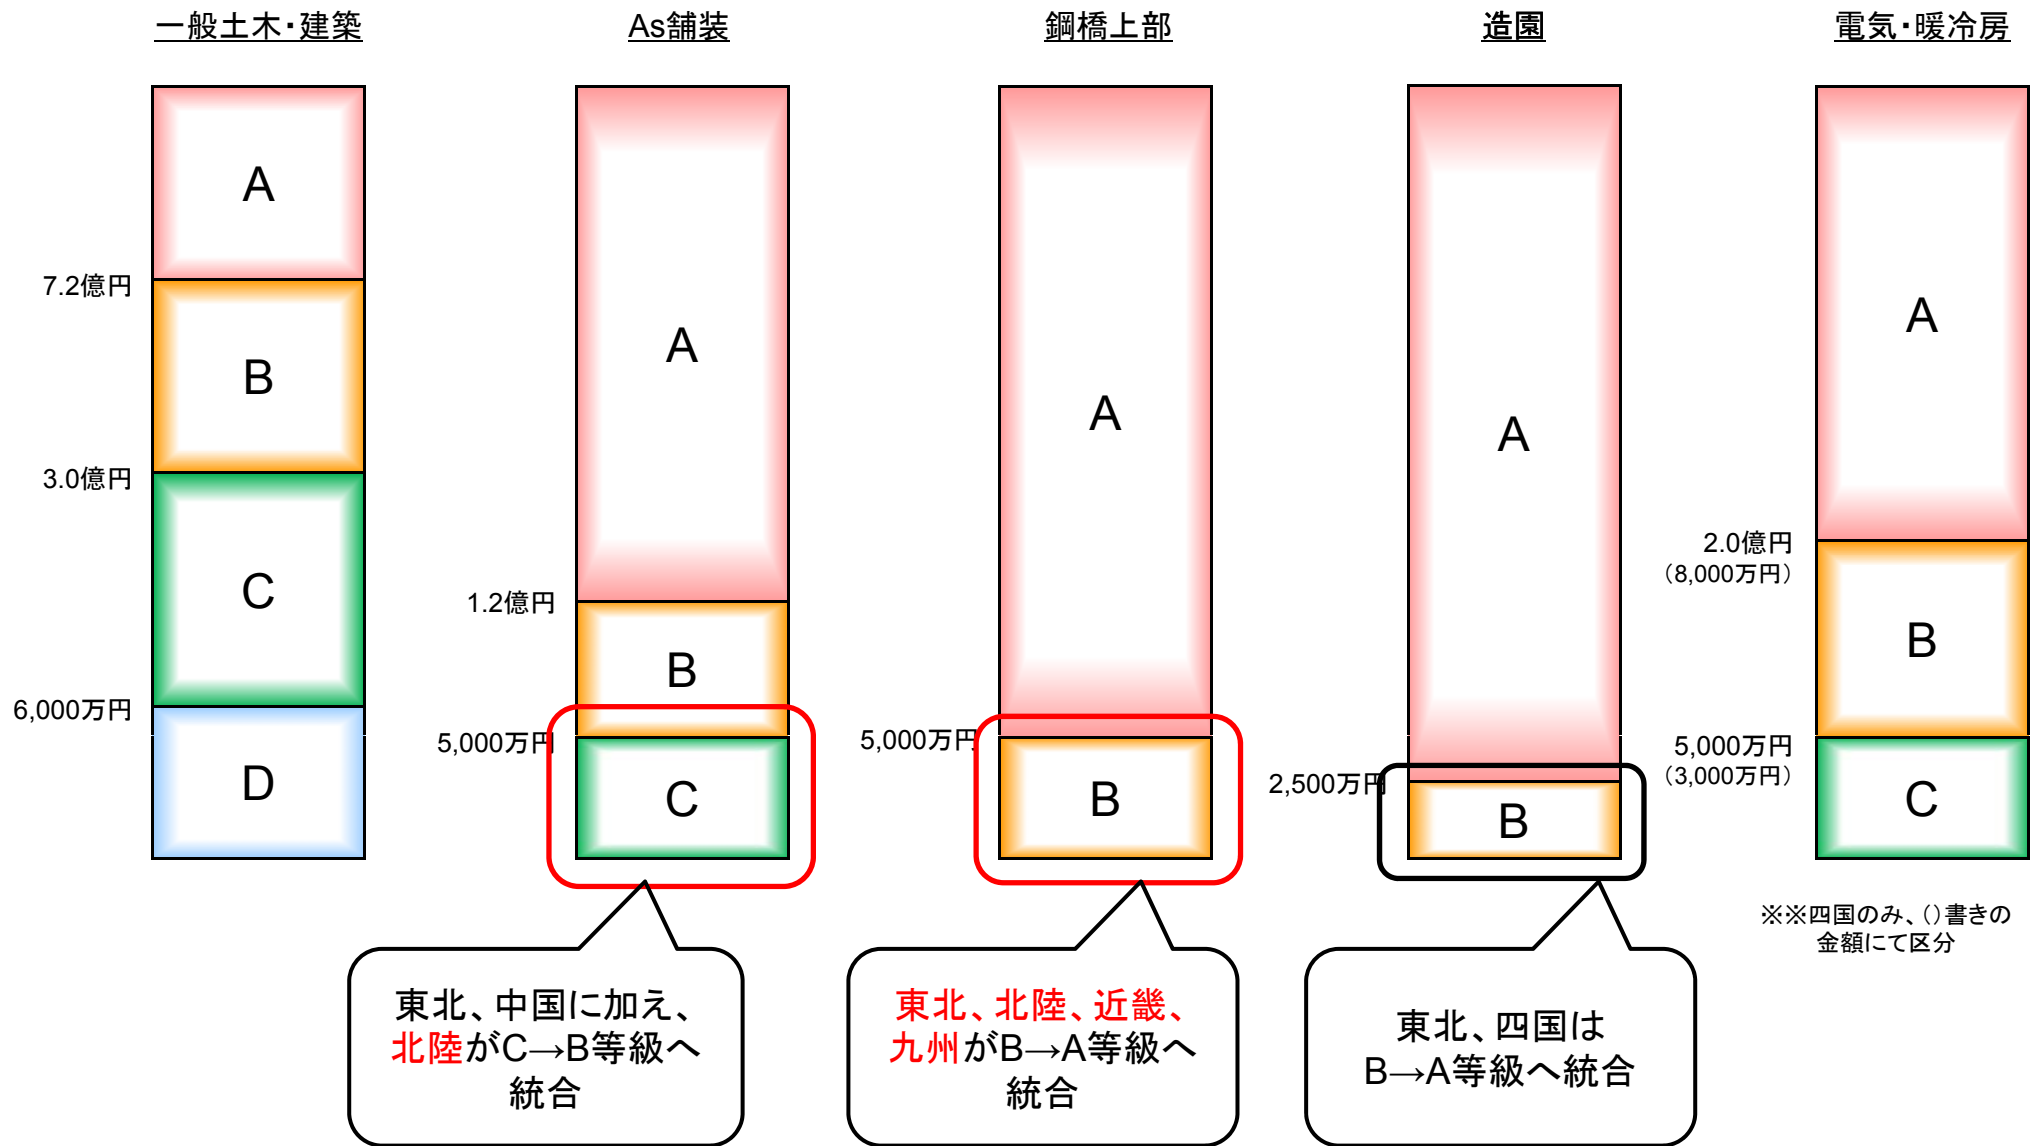 一般土木・建築
As舗装
鋼橋上部
造園
電気・暖冷房
A
7.2億円
B
3.0億円
C
6,000万円
D
A
1.2億円
B
5,000万円
C
A
5,000万円
B
A
2,500万円
B
A
2.0億円
（8,000万円）
B
5,000万円
（3,000万円）
C
※※四国のみ、（）書きの
金額にて区分
東北、中国に加え、
北陸がC→B等級へ
統合
東北、北陸、近畿、
九州がB→A等級へ
統合
東北、四国は
B→A等級へ統合